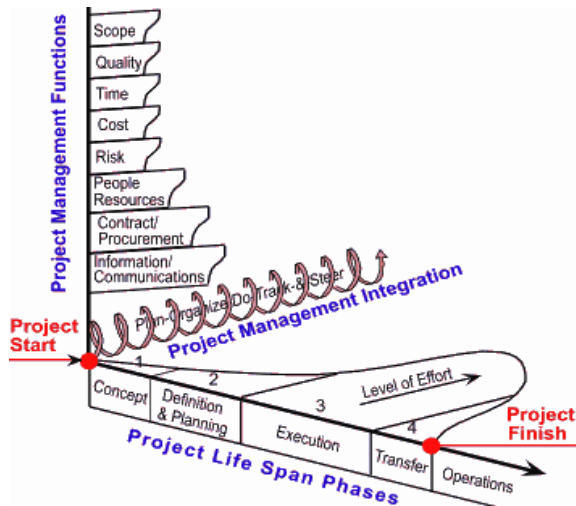 Project Management Functions
Scope
Quality
Time
Cost
Risk
People
Resources
Contract/
Procurement
Information/
Communications
Plan-Organize-Do-Track-& Steer
Project Management Integration
Project
Start
1
2
3
4
Level of Effort
Concept
Definition
& Planning
Execution
Transfer
Operations
Project
Finish
Project Life Span Phases